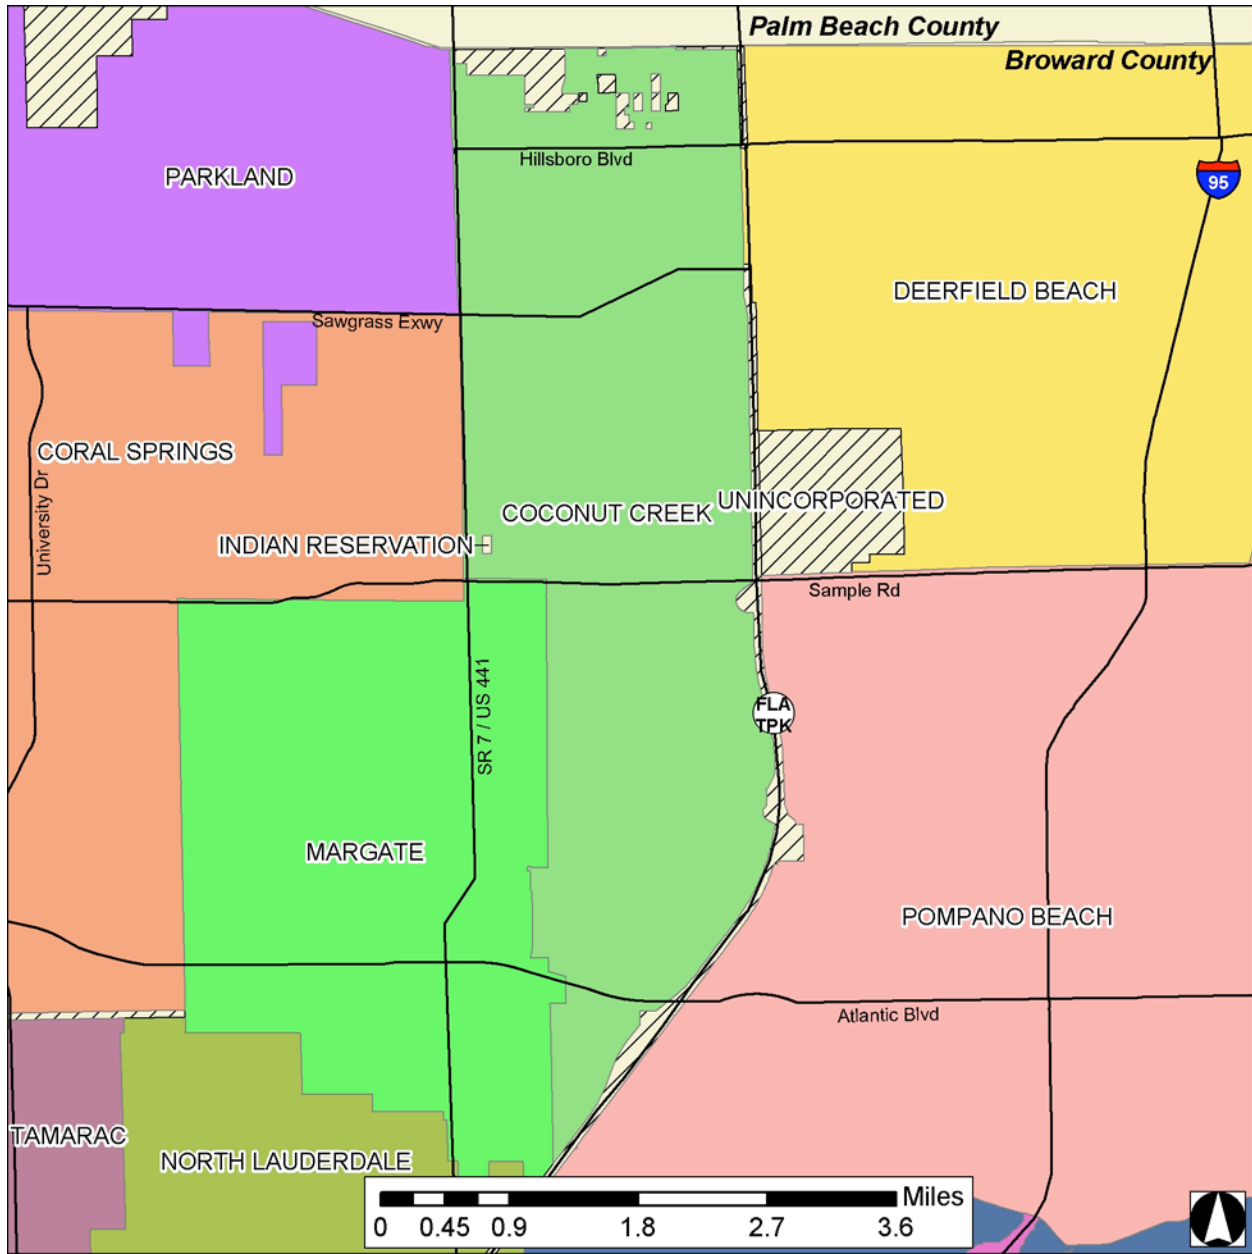 Palm Beach County
Broward County
Hillsboro Blvd
PARKLAND
95
DEERFIELD BEACH
Sawgrass Exwy
CORAL SPRINGS
University Dr
COCONUT CREEK
UNINCORPORATED
INDIAN RESERVATION
Sample Rd
SR 7 / US 441
FLA
TPK
MARGATE
POMPANO BEACH
Atlantic Blvd
TAMARAC
NORTH LAUDERDALE
Miles
0 0.45 0.9 1.8 2.7 3.6